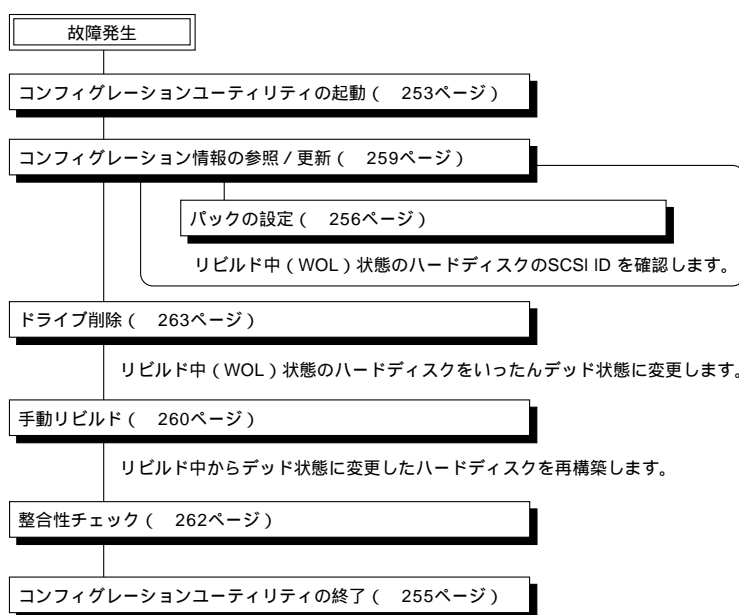 故障発生
コンフィグレーションユーティリティの起動（　253ページ）
コンフィグレーション情報の参照／更新（　259ページ）
パックの設定（　256ページ）
リビルド中（WOL）状態のハードディスクのSCSI ID を確認します。
ドライブ削除（　263ページ）
リビルド中（WOL）状態のハードディスクをいったんデッド状態に変更します。
手動リビルド（　260ページ）
リビルド中からデッド状態に変更したハードディスクを再構築します。
整合性チェック（　262ページ）
コンフィグレーションユーティリティの終了（　255ページ）